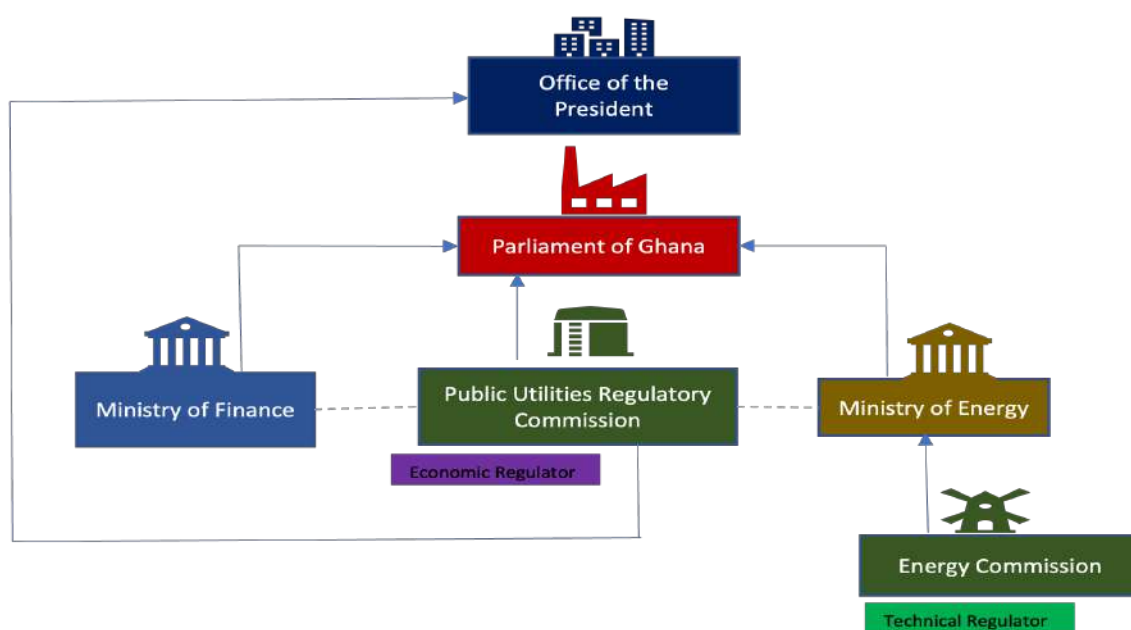 Office of the
President
Parliament of Ghana
Ministry of Finance
Public Utilities Regulatory
Commission
Ministry of Energy
Economic Regulator
Energy Commission
Technical Regulator